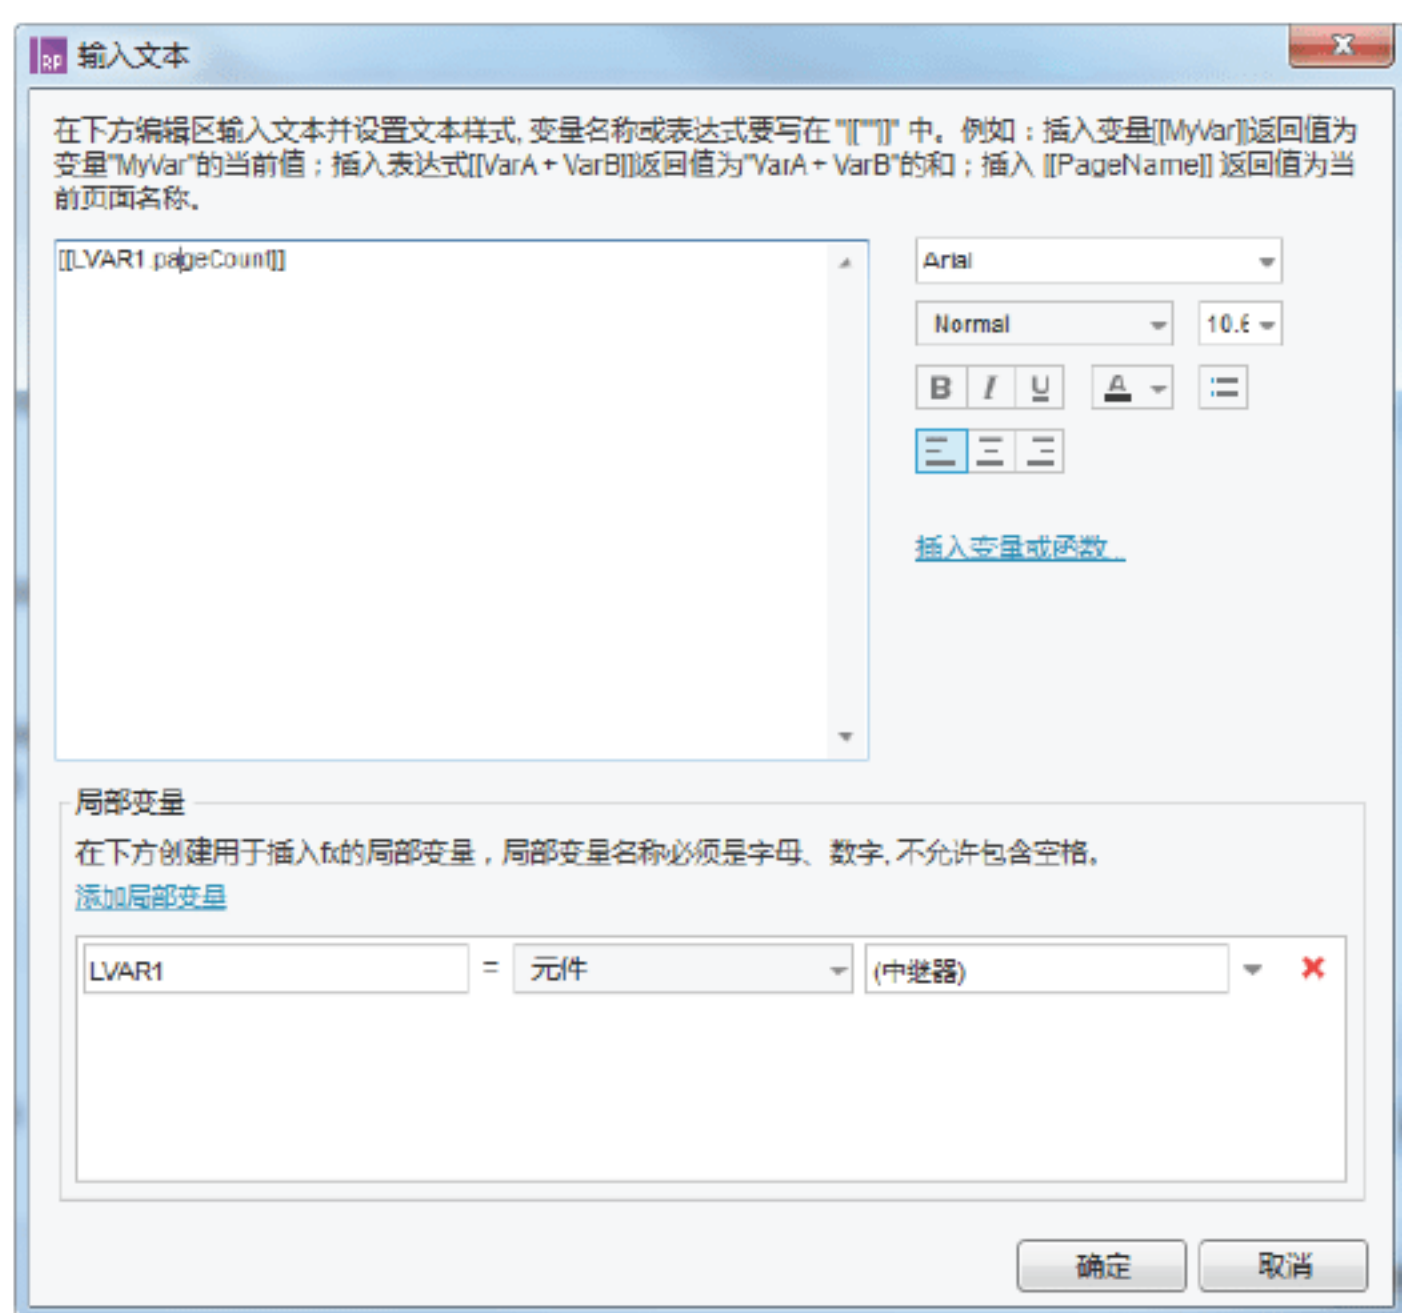 RP 输入文本
在下方编辑区输入文本并设置文本样式, 变量名称或表达式要写在 "[[""]]" 中。例如：插入变量[[MyVar]]返回值为
变量"MyVar"的当前值；插入表达式[[VarA + VarB]]返回值为"VarA + VarB"的和；插入 [[PageName]] 返回值为当
前页面名称。
[[LVAR1.pageCount]]
Arial
Normal
10.6
B I U A
插入变量或函数...
局部变量
在下方创建用于插入fx的局部变量，局部变量名称必须是字母、数字, 不允许包含空格。
添加局部变量
LVAR1 = 元件 (中继器)
确定 取消